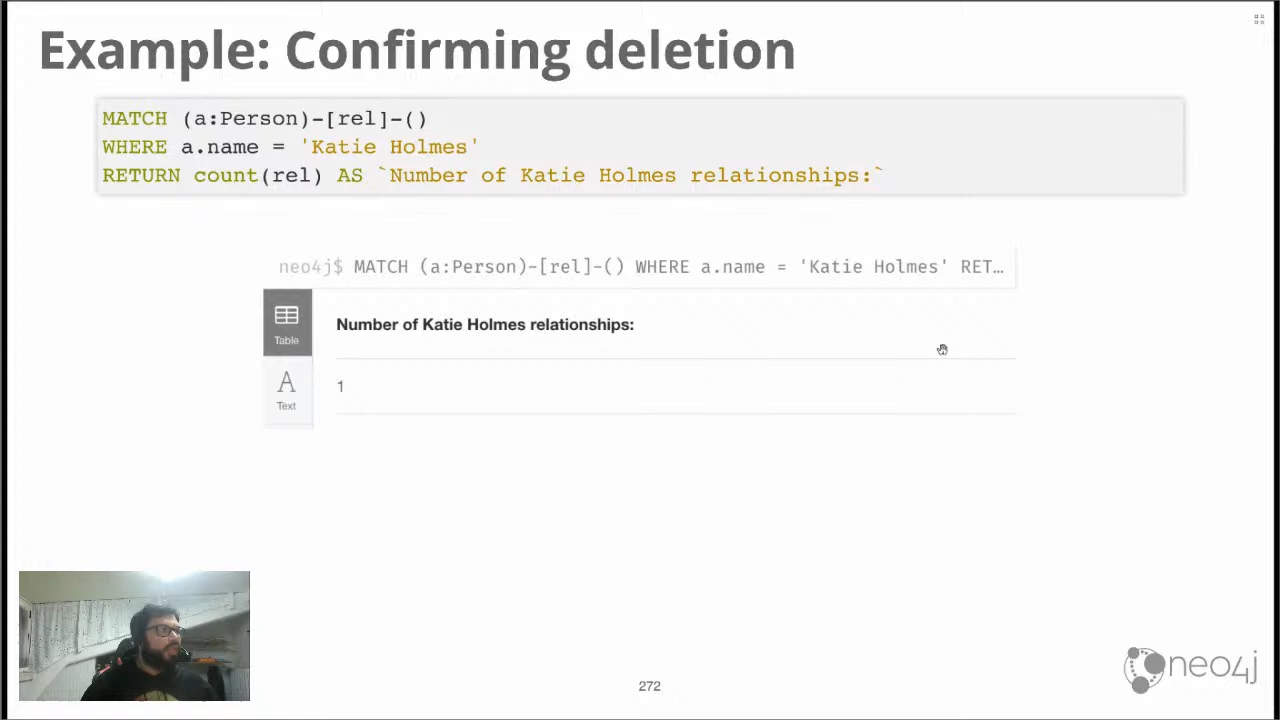 Example: Confirming deletion
MATCH (a:Person)-[rel]-()
WHERE a.name = 'Katie Holmes'
RETURN count(rel) AS `Number of Katie Holmes relationships:`
neo4j$ MATCH (a:Person)-[rel]-() WHERE a.name = 'Katie Holmes' RET…
Table
Number of Katie Holmes relationships:
A
Text
1
272
neo4j